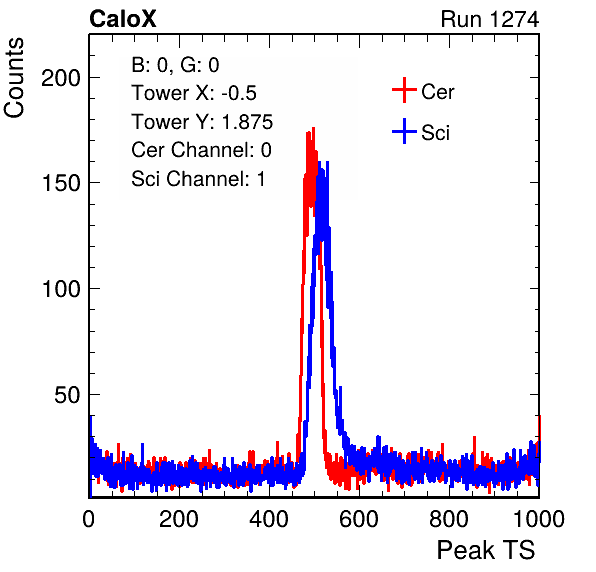 CaloX Run 1274
B: 0, G: 0
Tower X: -0.5
Tower Y: 1.875
Cer Channel: 0
Sci Channel: 1
Cer
Sci
Counts
200
150
100
50
0 200 400 600 800 1000
Peak TS